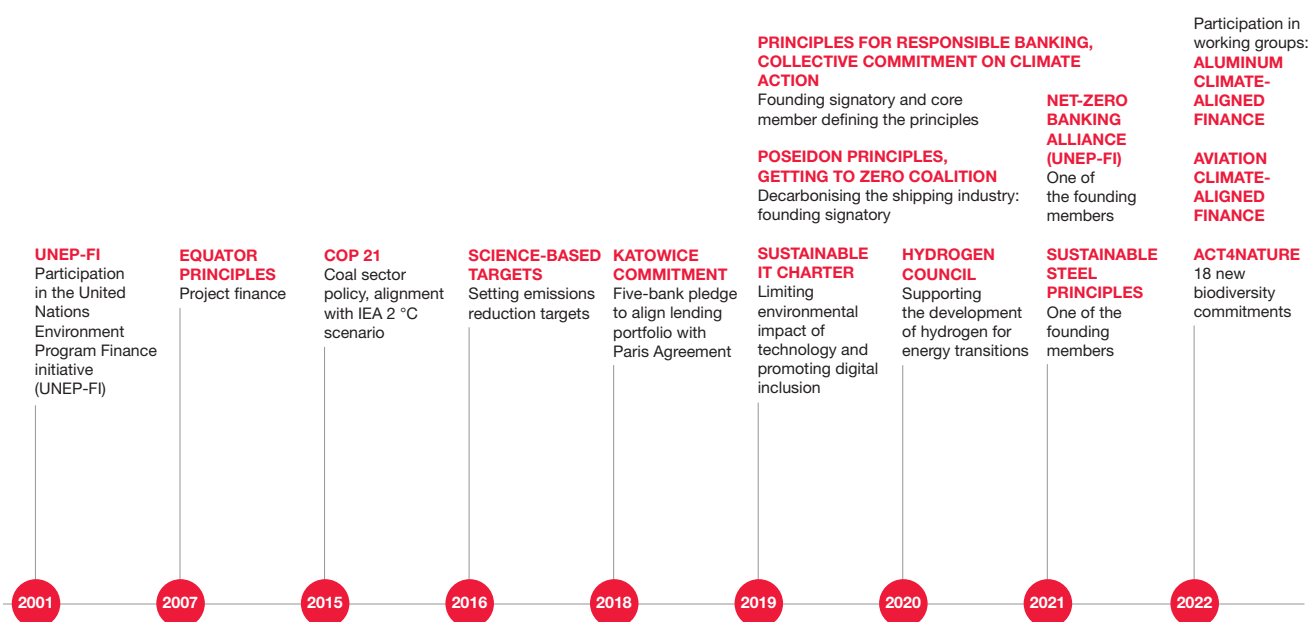 UNEP-FI
Participation
in the United
Nations
Environment
Program Finance
initiative
(UNEP-FI)
EQUATOR
PRINCIPLES
Project finance
COP 21
Coal sector
policy, alignment
with IEA 2 °C
scenario
SCIENCE-BASED
TARGETS
Setting emissions
reduction targets
KATOWICE
COMMITMENT
Five-bank pledge
to align lending
portfolio with
Paris Agreement
PRINCIPLES FOR RESPONSIBLE BANKING,
COLLECTIVE COMMITMENT ON CLIMATE
ACTION
Founding signatory and core
member defining the principles
POSEIDON PRINCIPLES,
GETTING TO ZERO COALITION
Decarbonising the shipping industry:
founding signatory
SUSTAINABLE
IT CHARTER
Limiting
environmental
impact of
technology and
promoting digital
inclusion
HYDROGEN
COUNCIL
Supporting
the development
of hydrogen for
energy transitions
NET-ZERO
BANKING
ALLIANCE
(UNEP-FI)
One of
the founding
members
SUSTAINABLE
STEEL
PRINCIPLES
One of the
founding
members
Participation in
working groups:
ALUMINUM
CLIMATE-
ALIGNED
FINANCE
AVIATION
CLIMATE-
ALIGNED
FINANCE
ACT4NATURE
18 new
biodiversity
commitments
2001
2007
2015
2016
2018
2019
2020
2021
2022